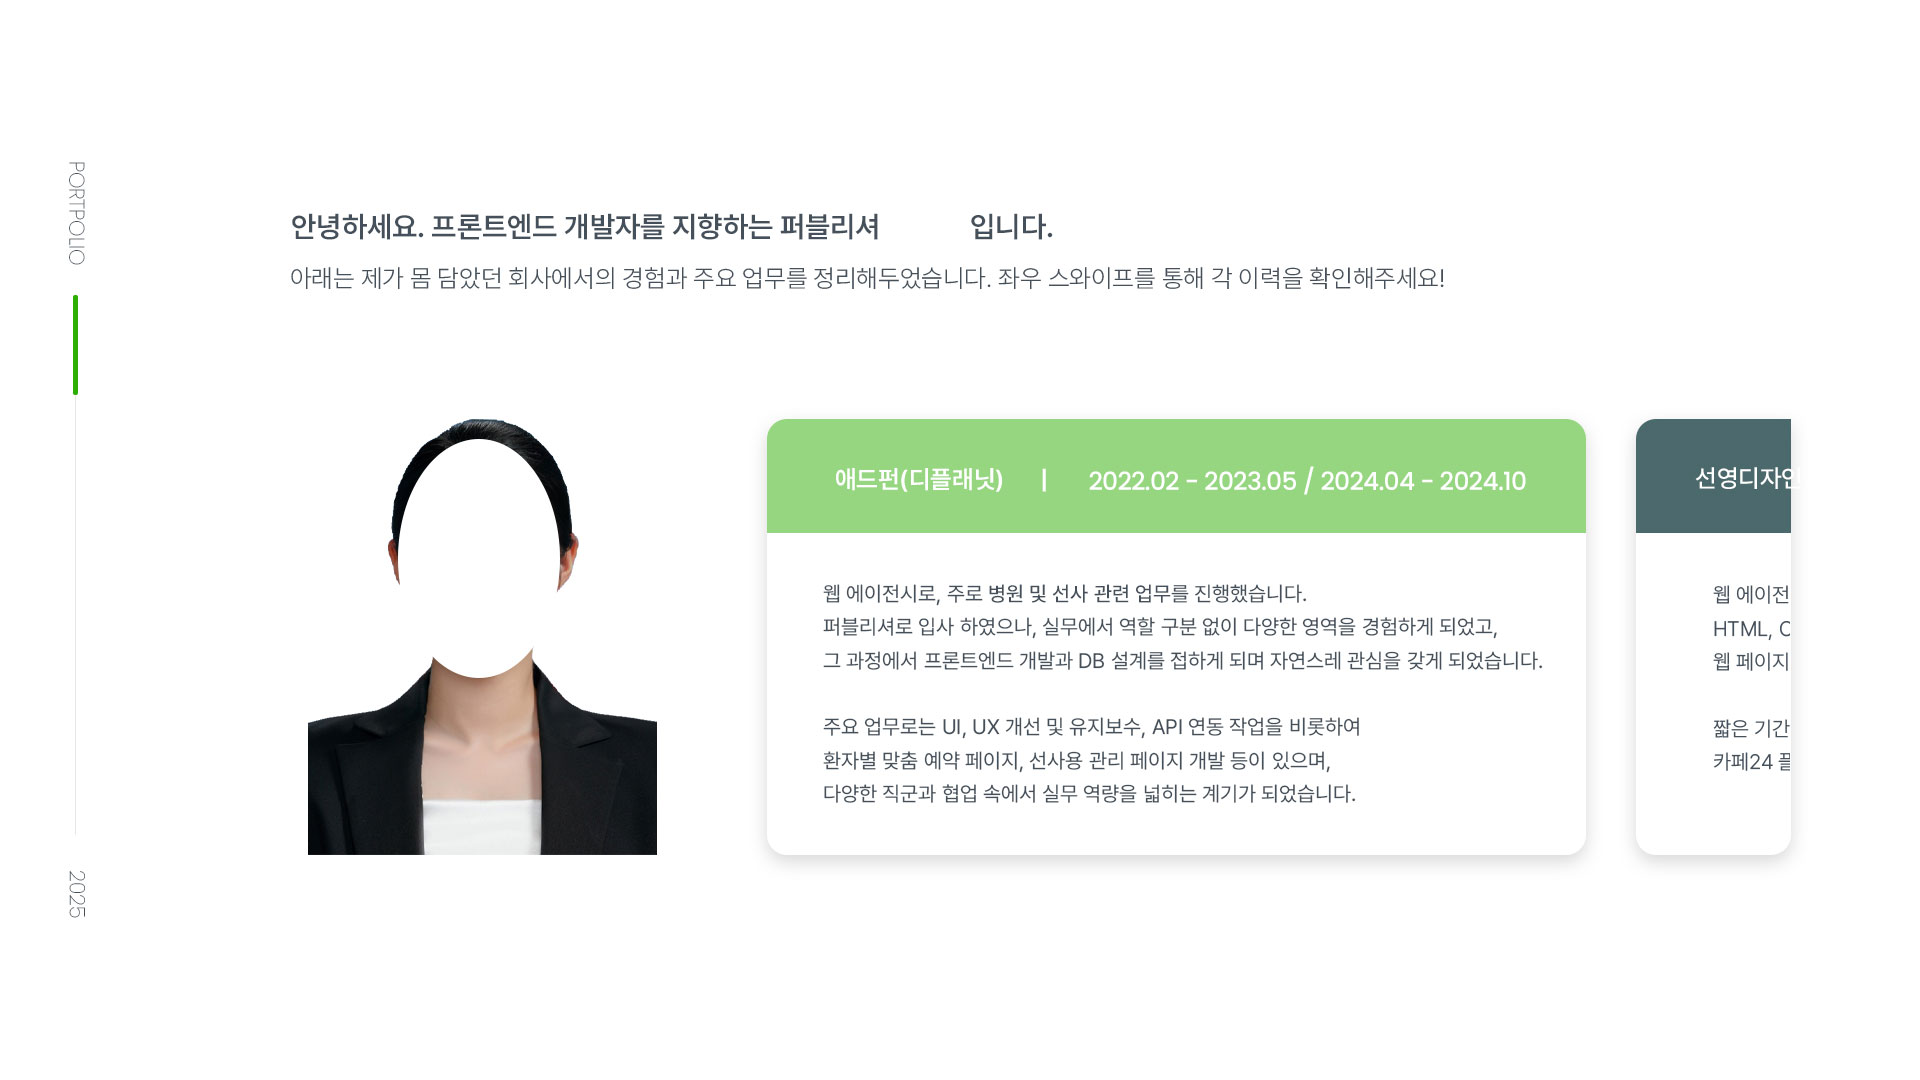 PORTPOLIO
안녕하세요. 프론트엔드 개발자를 지향하는 퍼블리셔 입니다.
아래는 제가 몸 담았던 회사에서의 경험과 주요 업무를 정리해두었습니다. 좌우 스와이프를 통해 각 이력을 확인해주세요!
애드펀(디플래닛) | 2022.02 - 2023.05 / 2024.04 - 2024.10
웹 에이전시로, 주로 병원 및 선사 관련 업무를 진행했습니다.
퍼블리셔로 입사 하였으나, 실무에서 역할 구분 없이 다양한 영역을 경험하게 되었고,
그 과정에서 프론트엔드 개발과 DB 설계를 접하게 되며 자연스레 관심을 갖게 되었습니다.
주요 업무로는 UI, UX 개선 및 유지보수, API 연동 작업을 비롯하여
환자별 맞춤 예약 페이지, 선사용 관리 페이지 개발 등이 있으며,
다양한 직군과 협업 속에서 실무 역량을 넓히는 계기가 되었습니다.
선영디자인
웹 에이전
HTML,
웹 페이지
짧은 기간
카페24
2025